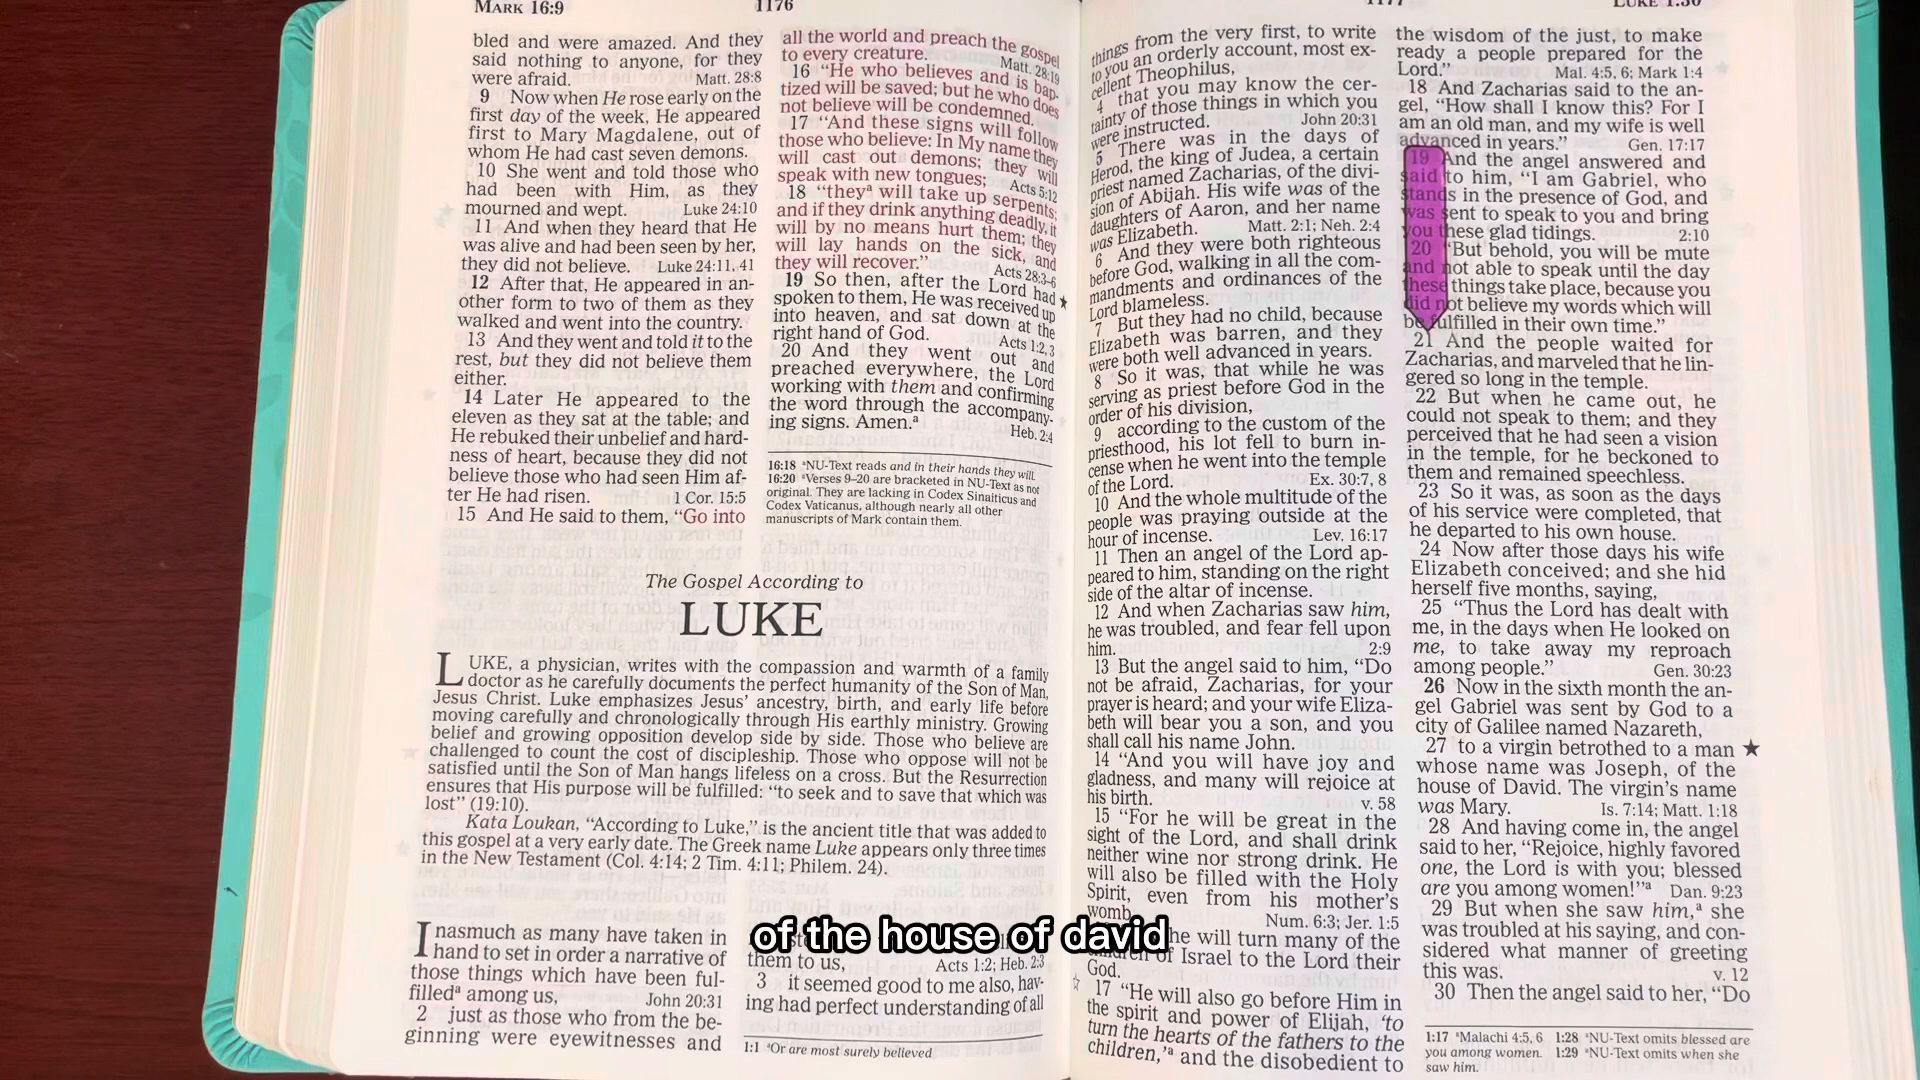 MARK 16:9
1176
bled and were amazed. And they
said nothing to anyone, for they
were afraid. Matt. 28:8
9 Now when He rose early on the
first day of the week, He appeared
first to Mary Magdalene, out of
whom He had cast seven demons.
10 She went and told those who
had been with Him, as they
mourned and wept. Luke 24:10
11 And when they heard that He
was alive and had been seen by her,
they did not believe. Luke 24:11, 41
12 After that, He appeared in an-
other form to two of them as they
walked and went into the country.
13 And they went and told it to the
rest, but they did not believe them
either.
14 Later He appeared to the
eleven as they sat at the table; and
He rebuked their unbelief and hard-
ness of heart, because they did not
believe those who had seen Him af-
ter He had risen. 1 Cor. 15:5
15 And He said to them, “Go into
all the world and preach the gospel
to every creature. Matt. 28:19
16 “He who believes and is bap-
tized will be saved; but he who does
not believe will be condemned.
17 “And these signs will follow
those who believe: In My name they
will cast out demons; they will
speak with new tongues; Acts 5:12
18 “theyᵃ will take up serpents;
and if they drink anything deadly, it
will by no means hurt them; they
will lay hands on the sick, and
they will recover.” Acts 28:3–6
19 So then, after the Lord had ★
spoken to them, He was received up
into heaven, and sat down at the
right hand of God. Acts 1:2, 3
20 And they went out and
preached everywhere, the Lord
working with them and confirming
the word through the accompany-
ing signs. Amen.ᵃ Heb. 2:4
16:18 ᵃNU-Text reads and in their hands they will.
16:20 ᵃVerses 9–20 are bracketed in NU-Text as not
original. They are lacking in Codex Sinaiticus and
Codex Vaticanus, although nearly all other
manuscripts of Mark contain them.
The Gospel According to
LUKE
LUKE, a physician, writes with the compassion and warmth of a family
doctor as he carefully documents the perfect humanity of the Son of Man,
Jesus Christ. Luke emphasizes Jesus’ ancestry, birth, and early life before
moving carefully and chronologically through His earthly ministry. Growing
belief and growing opposition develop side by side. Those who believe are
challenged to count the cost of discipleship. Those who oppose will not be
satisfied until the Son of Man hangs lifeless on a cross. But the Resurrection
ensures that His purpose will be fulfilled: “to seek and to save that which was
lost” (19:10).
Kata Loukan, “According to Luke,” is the ancient title that was added to
this gospel at a very early date. The Greek name Luke appears only three times
in the New Testament (Col. 4:14; 2 Tim. 4:11; Philem. 24).
Inasmuch as many have taken in
hand to set in order a narrative of
those things which have been ful-
filledᵃ among us, John 20:31
2 just as those who from the be-
ginning were eyewitnesses and
them to us, Acts 1:2; Heb. 2:3
3 it seemed good to me also, hav-
ing had perfect understanding of all
1:1 ᵃOr are most surely believed
1177
LUKE 1:30
things from the very first, to write
to you an orderly account, most ex-
cellent Theophilus,
4 that you may know the cer-
tainty of those things in which you
were instructed. John 20:31
5 There was in the days of
Herod, the king of Judea, a certain
priest named Zacharias, of the divi-
sion of Abijah. His wife was of the
daughters of Aaron, and her name
was Elizabeth. Matt. 2:1; Neh. 2:4
6 And they were both righteous
before God, walking in all the com-
mandments and ordinances of the
Lord blameless.
7 But they had no child, because
Elizabeth was barren, and they
were both well advanced in years.
8 So it was, that while he was
serving as priest before God in the
order of his division,
9 according to the custom of the
priesthood, his lot fell to burn in-
cense when he went into the temple
of the Lord. Ex. 30:7, 8
10 And the whole multitude of the
people was praying outside at the
hour of incense. Lev. 16:17
11 Then an angel of the Lord ap-
peared to him, standing on the right
side of the altar of incense.
12 And when Zacharias saw him,
he was troubled, and fear fell upon
him. 2:9
13 But the angel said to him, “Do
not be afraid, Zacharias, for your
prayer is heard; and your wife Eliza-
beth will bear you a son, and you
shall call his name John.
14 “And you will have joy and
gladness, and many will rejoice at
his birth. v. 58
15 “For he will be great in the
sight of the Lord, and shall drink
neither wine nor strong drink. He
will also be filled with the Holy
Spirit, even from his mother’s
womb. Num. 6:3; Jer. 1:5
he will turn many of the
children of Israel to the Lord their
God.
☆ 17 “He will also go before Him in
the spirit and power of Elijah, ‘to
turn the hearts of the fathers to the
children,’ᵃ and the disobedient to
the wisdom of the just, to make
ready a people prepared for the
Lord.” Mal. 4:5, 6; Mark 1:4
18 And Zacharias said to the an-
gel, “How shall I know this? For I
am an old man, and my wife is well
advanced in years.” Gen. 17:17
19 And the angel answered and
said to him, “I am Gabriel, who
stands in the presence of God, and
was sent to speak to you and bring
you these glad tidings. 2:10
20 “But behold, you will be mute
and not able to speak until the day
these things take place, because you
did not believe my words which will
be fulfilled in their own time.”
21 And the people waited for
Zacharias, and marveled that he lin-
gered so long in the temple.
22 But when he came out, he
could not speak to them; and they
perceived that he had seen a vision
in the temple, for he beckoned to
them and remained speechless.
23 So it was, as soon as the days
of his service were completed, that
he departed to his own house.
24 Now after those days his wife
Elizabeth conceived; and she hid
herself five months, saying,
25 “Thus the Lord has dealt with
me, in the days when He looked on
me, to take away my reproach
among people.” Gen. 30:23
26 Now in the sixth month the an-
gel Gabriel was sent by God to a
city of Galilee named Nazareth,
27 to a virgin betrothed to a man ★
whose name was Joseph, of the
house of David. The virgin’s name
was Mary. Is. 7:14; Matt. 1:18
28 And having come in, the angel
said to her, “Rejoice, highly favored
one, the Lord is with you; blessed
are you among women!”ᵃ Dan. 9:23
29 But when she saw him,ᵃ she
was troubled at his saying, and con-
sidered what manner of greeting
this was. v. 12
30 Then the angel said to her, “Do
1:17 ᵃMalachi 4:5, 6 1:28 ᵃNU-Text omits blessed are
you among women. 1:29 ᵃNU-Text omits when she
saw him.
of the house of david